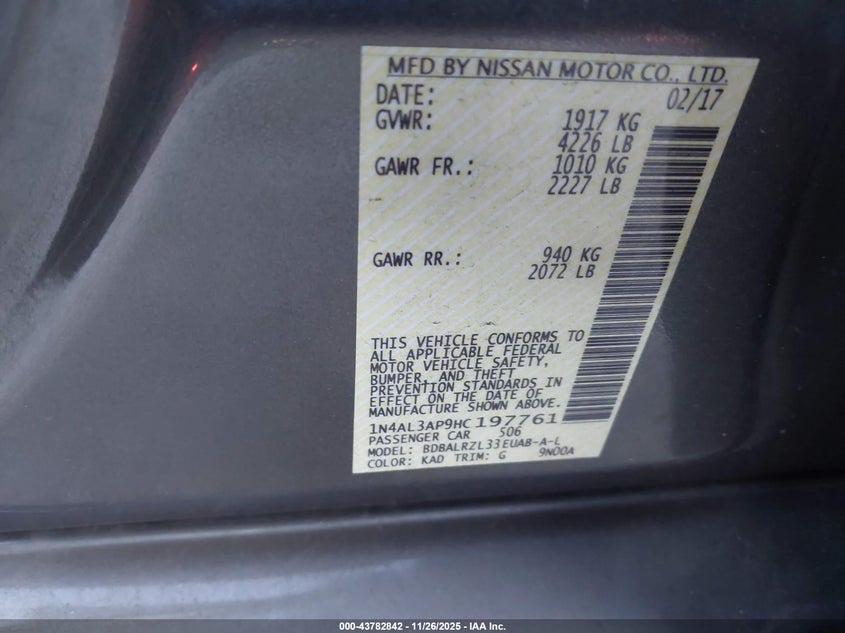 MFD BY NISSAN MOTOR CO., LTD.
DATE: 02/17
GVWR: 1917 KG
4226 LB
GAWR FR.: 1010 KG
2227 LB
GAWR RR.: 940 KG
2072 LB
THIS VEHICLE CONFORMS TO
ALL APPLICABLE FEDERAL
MOTOR VEHICLE SAFETY,
BUMPER, AND THEFT
PREVENTION STANDARDS IN
EFFECT ON THE DATE OF
MANUFACTURE SHOWN ABOVE.
1N4AL3AP9HC197761
PASSENGER CAR S06
MODEL: BDBALRZL33EUAB-A-L
COLOR: KAD TRIM: G 9N00A
000-43782842 - 11/26/2025 - IAA Inc.